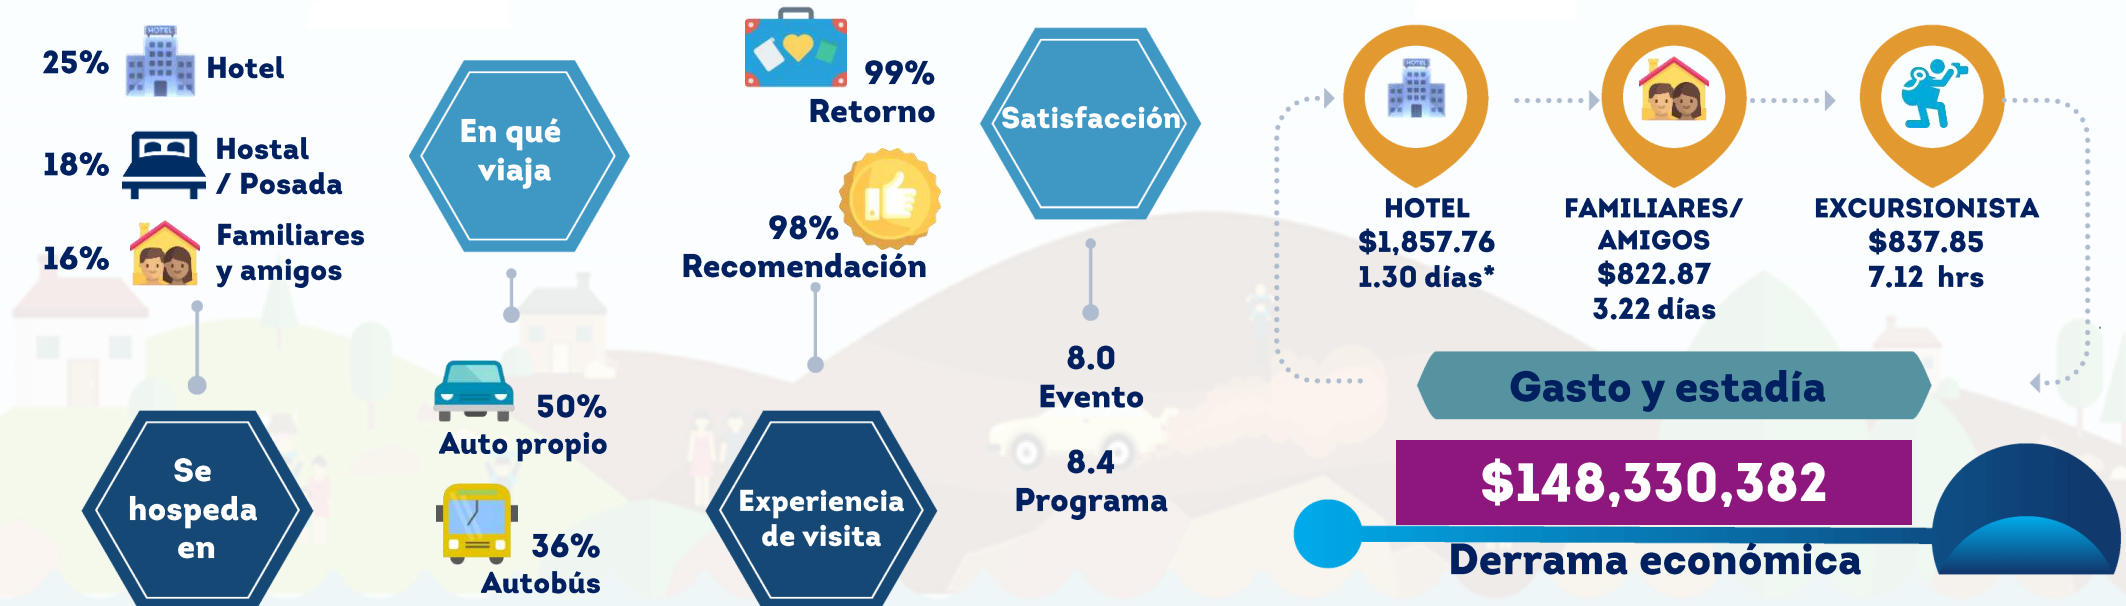 25%
Hotel
18%
Hostal
/ Posada
16%
Familiares
y amigos
Se
hospeda
en
En qué
viaja
50%
Auto propio
36%
Autobús
99%
Retorno
98%
Recomendación
Experiencia
de visita
Satisfacción
8.0
Evento
8.4
Programa
HOTEL
HOTEL
$1,857.76
1.30 días*
FAMILIARES/
AMIGOS
$822.87
3.22 días
EXCURSIONISTA
$837.85
7.12 hrs
Gasto y estadía
$148,330,382
Derrama económica